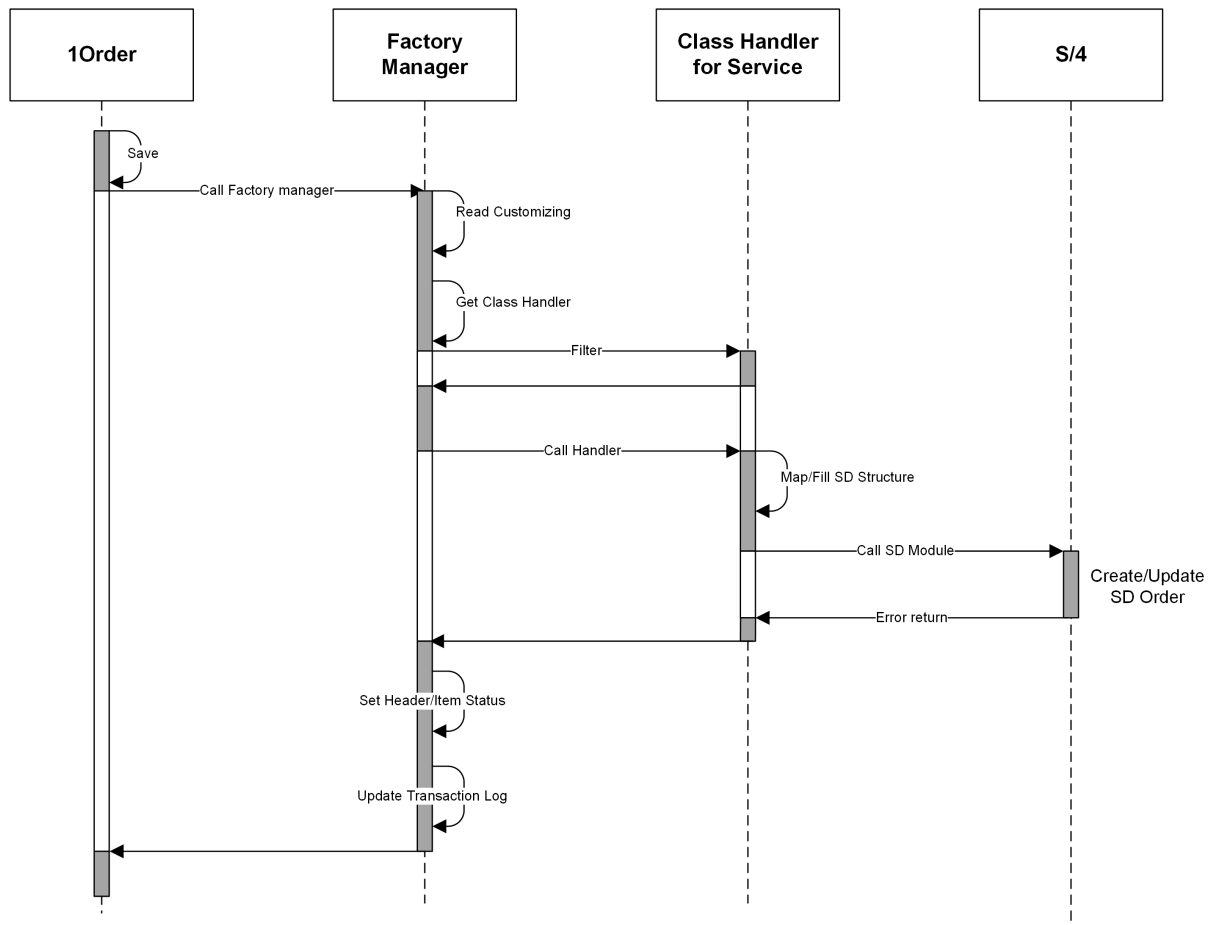 1Order
Factory
Manager
Class Handler
for Service
S/4
Save
Call Factory manager
Read Customizing
Get Class Handler
Filter
Call Handler
Map/Fill SD Structure
Call SD Module
Create/Update
SD Order
Error return
Set Header/Item Status
Update Transaction Log